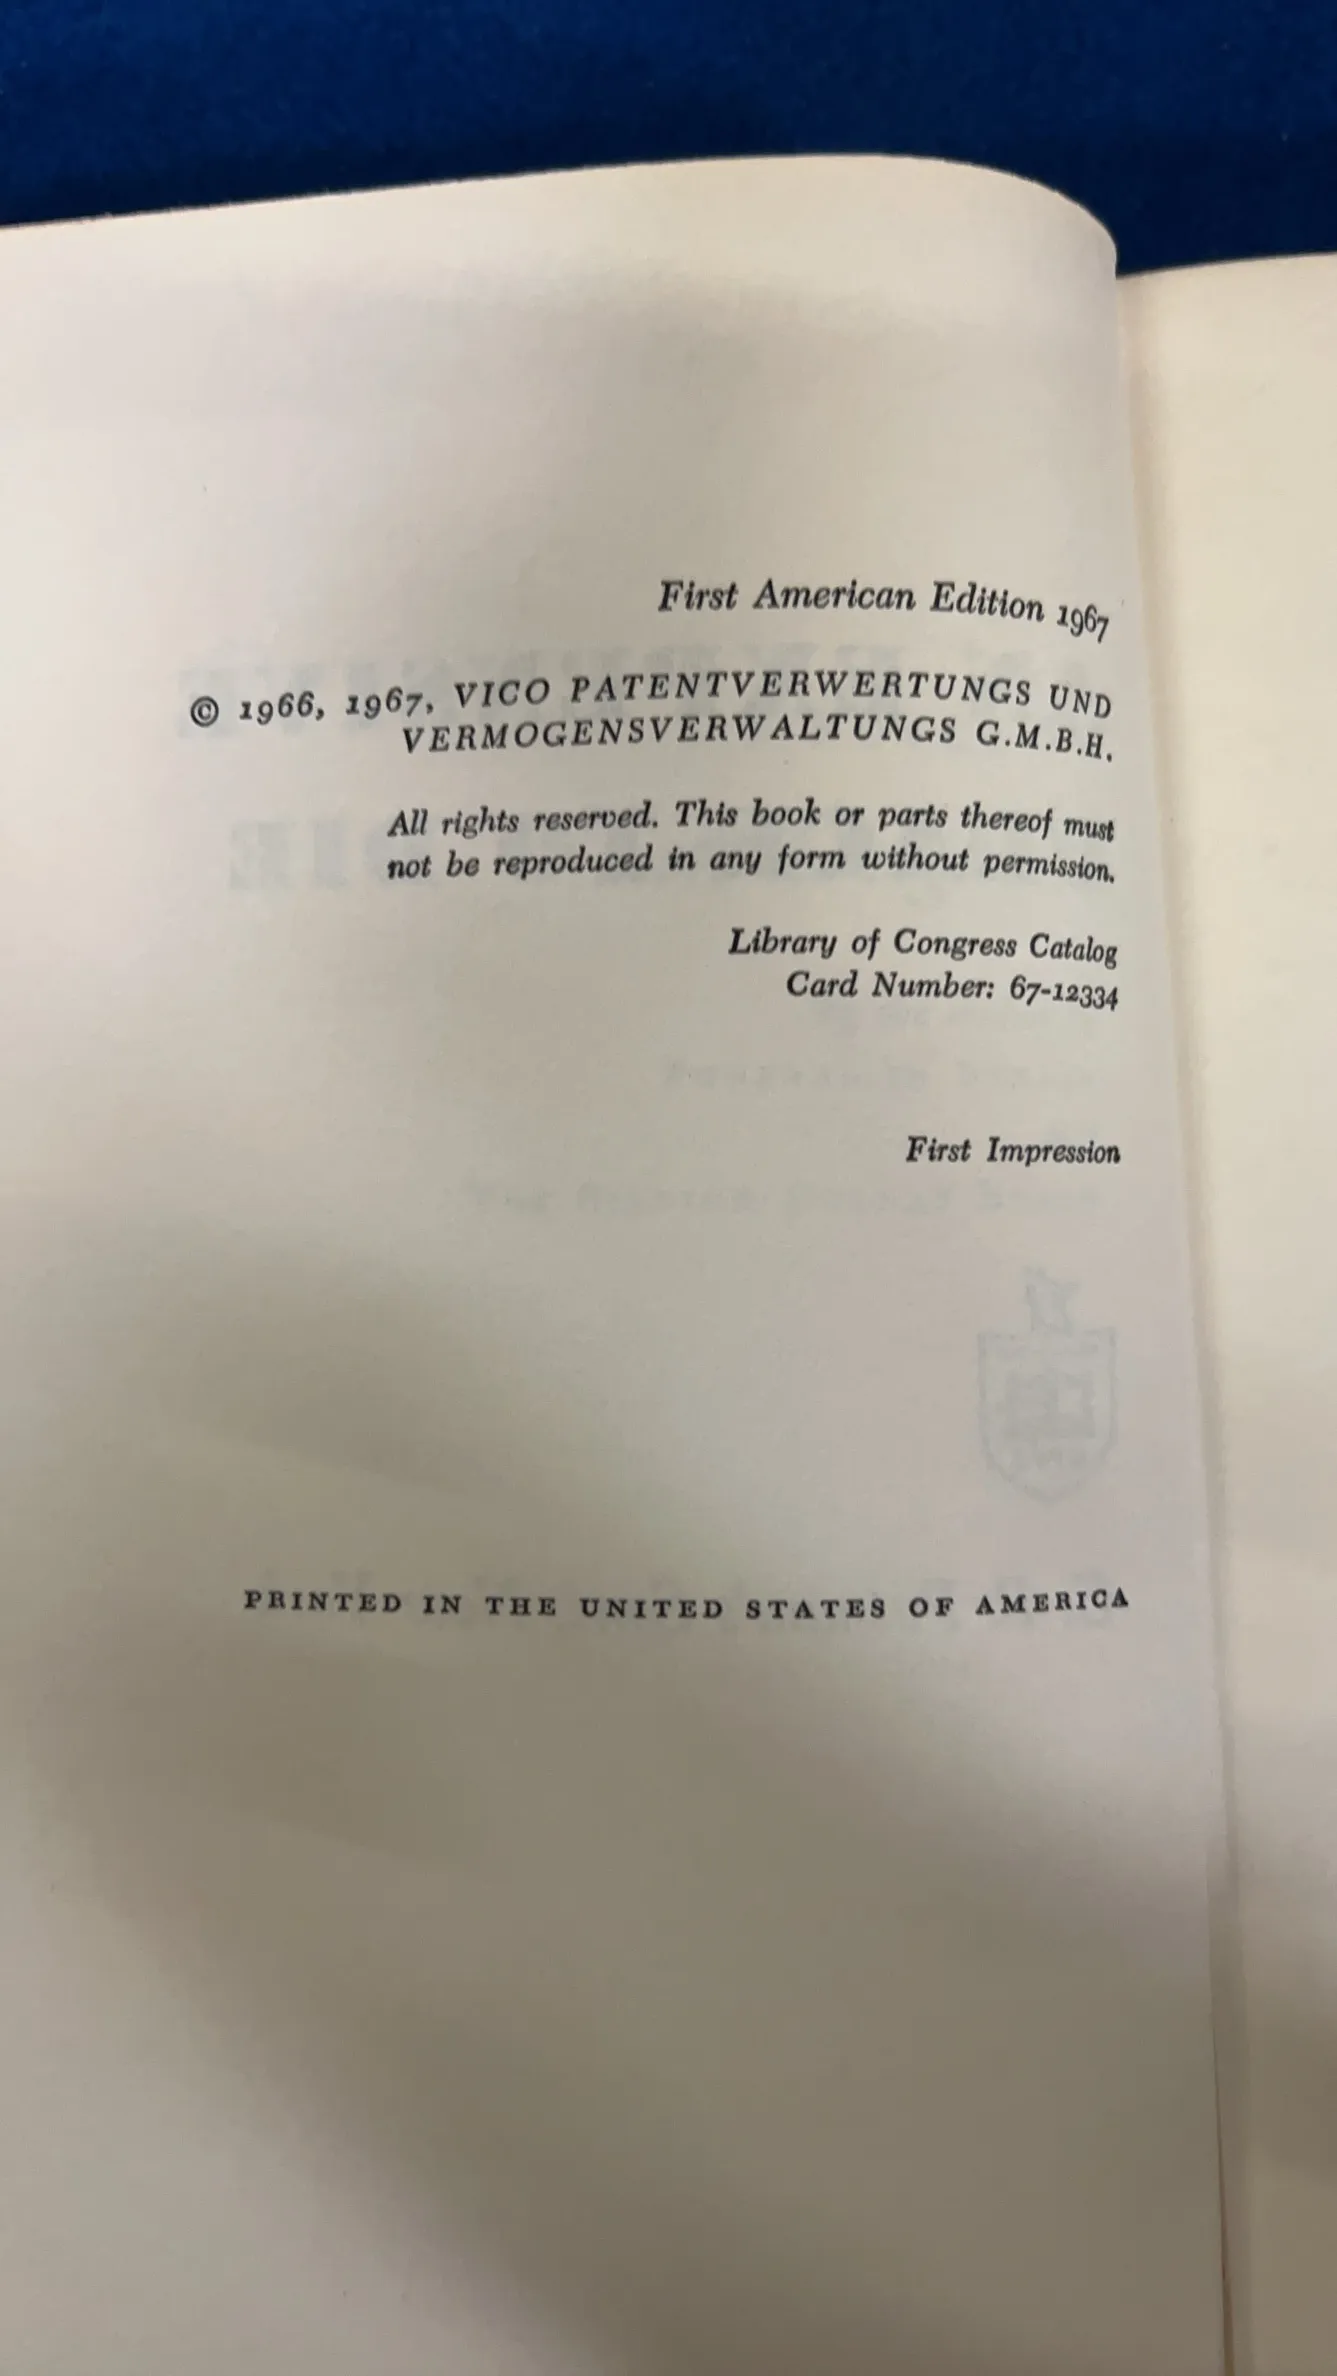 First American Edition 1967
© 1966, 1967, VICO PATENTVERWERTUNGS UND
VERMOGENSVERWALTUNGS G.M.B.H.
All rights reserved. This book or parts thereof must
not be reproduced in any form without permission.
Library of Congress Catalog
Card Number: 67-12334
First Impression
PRINTED IN THE UNITED STATES OF AMERICA